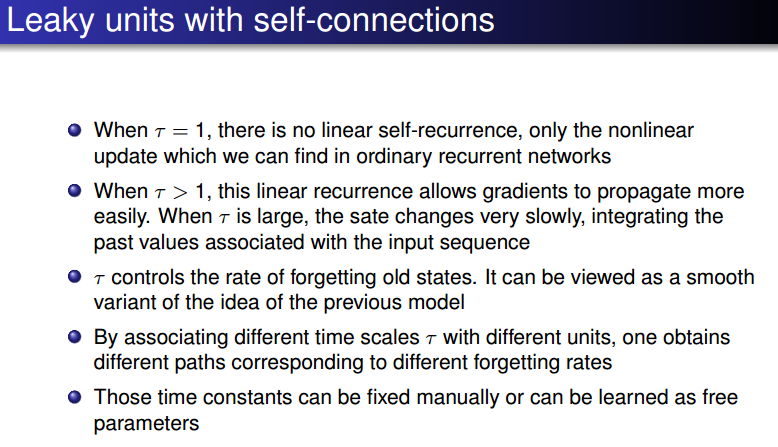 Leaky units with self-connections
When τ = 1, there is no linear self-recurrence, only the nonlinear
update which we can find in ordinary recurrent networks
When τ > 1, this linear recurrence allows gradients to propagate more
easily. When τ is large, the sate changes very slowly, integrating the
past values associated with the input sequence
τ controls the rate of forgetting old states. It can be viewed as a smooth
variant of the idea of the previous model
By associating different time scales τ with different units, one obtains
different paths corresponding to different forgetting rates
Those time constants can be fixed manually or can be learned as free
parameters